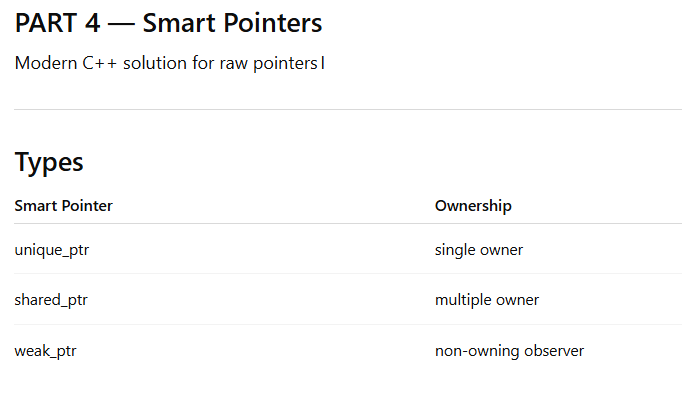 PART 4 — Smart Pointers
Modern C++ solution for raw pointers
Types
Smart Pointer Ownership
unique_ptr single owner
shared_ptr multiple owner
weak_ptr non-owning observer